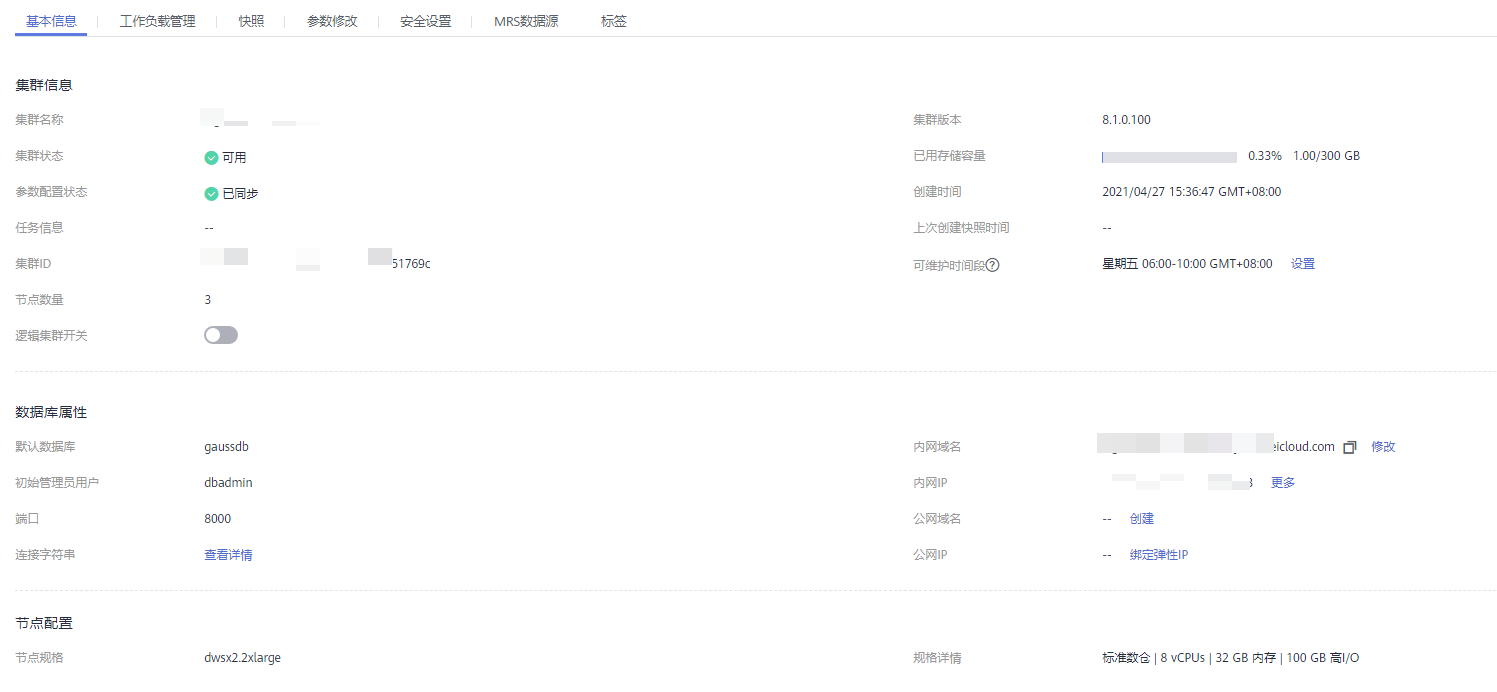 基本信息 工作负载管理 快照 参数修改 安全设置 MRS数据源 标签
集群信息
集群名称
集群版本 8.1.0.100
集群状态 可用
已用存储容量 0.33% 1.00/300 GB
参数配置状态 已同步
创建时间 2021/04/27 15:36:47 GMT+08:00
任务信息 --
上次创建快照时间 --
集群ID 51769c
可维护时间段 星期五 06:00-10:00 GMT+08:00 设置
节点数量 3
逻辑集群开关
数据库属性
默认数据库 gaussdb
内网域名 eicloud.com 修改
初始管理员用户 dbadmin
内网IP 更多
端口 8000
公网域名 -- 创建
连接字符串 查看详情
公网IP -- 绑定弹性IP
节点配置
节点规格 dwsx2.2xlarge
规格详情 标准数仓 | 8 vCPUs | 32 GB 内存 | 100 GB 高I/O